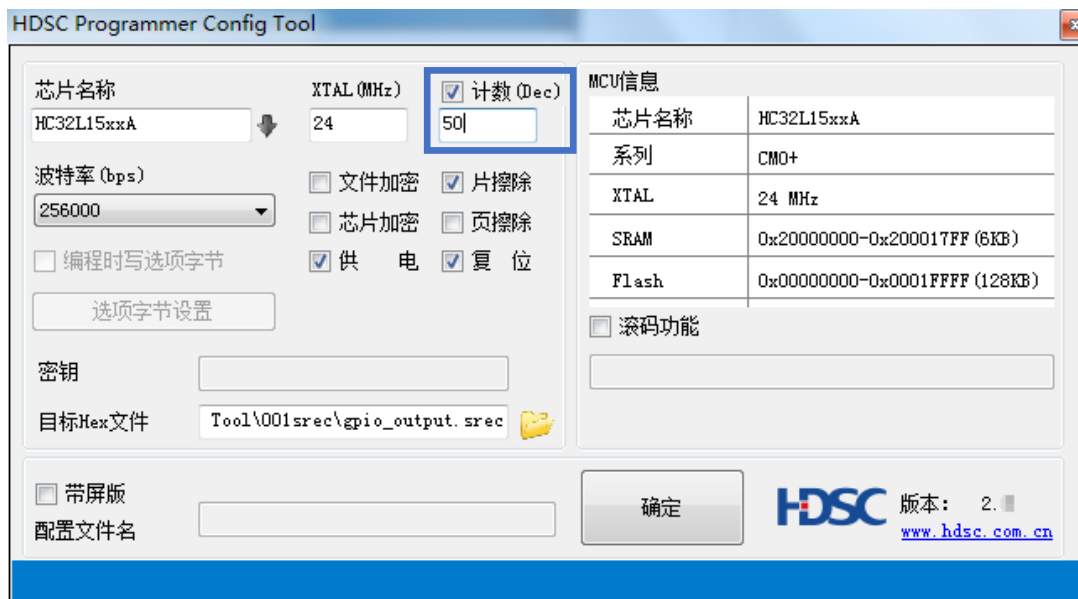 HDSC Programmer Config Tool
芯片名称 XTAL(MHz) 计数(Dec)
HC32L15xxA 24 50
波特率(bps)
文件加密 片擦除
256000
芯片加密 页擦除
编程时写选项字节 供 电 复 位
选项字节设置
密钥
目标Hex文件 Tool\001srec\gpio_output.srec
MCU信息
芯片名称 HC32L15xxA
系列 CM0+
XTAL 24 MHz
SRAM 0x20000000-0x200017FF(6KB)
Flash 0x00000000-0x0001FFFF(128KB)
滚码功能
带屏版
配置文件名
确定
HDSC 版本: 2.
www.hdsc.com.cn